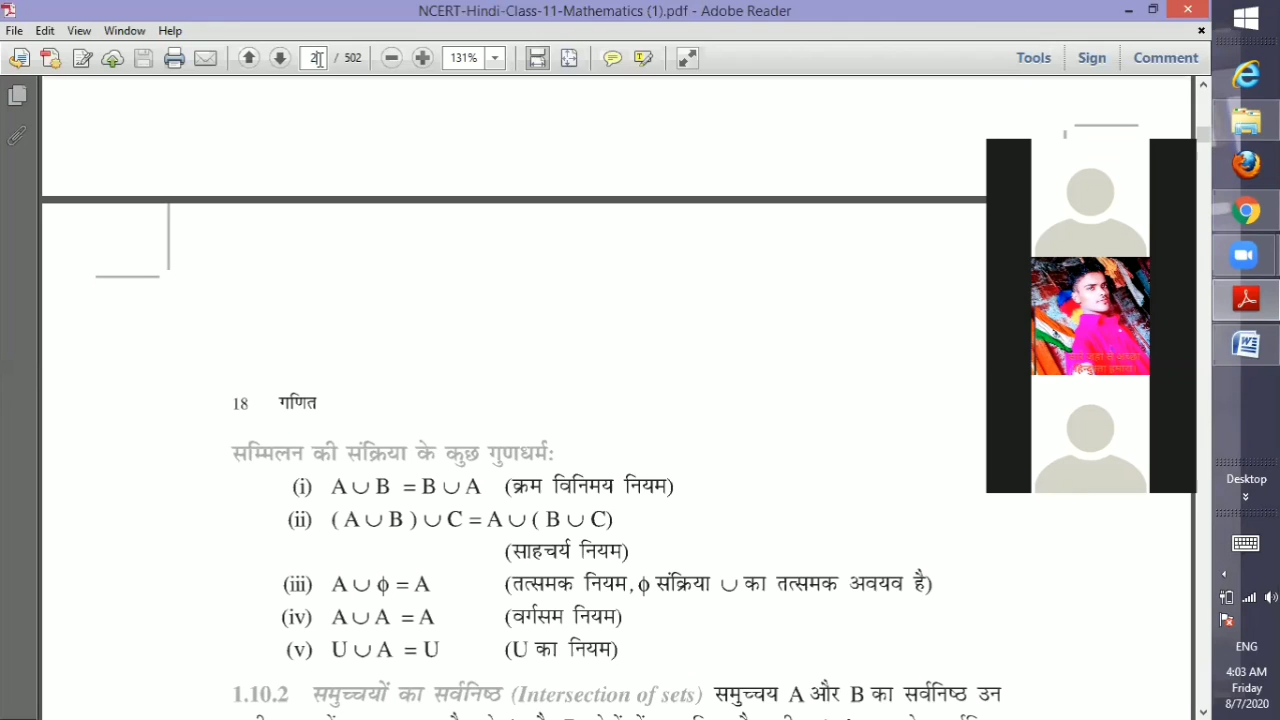 NCERT-Hindi-Class-11-Mathematics (1).pdf - Adobe Reader
File Edit View Window Help
2 / 502 131% Tools Sign Comment
18 गणित
सम्मिलन की संक्रिया के कुछ गुणधर्म:
(i) A ∪ B = B ∪ A (क्रम विनिमय नियम)
(ii) ( A ∪ B ) ∪ C = A ∪ ( B ∪ C)
(साहचर्य नियम)
(iii) A ∪ ϕ = A (तत्समक नियम, ϕ संक्रिया ∪ का तत्समक अवयव है)
(iv) A ∪ A = A (वर्गसम नियम)
(v) U ∪ A = U (U का नियम)
1.10.2 समुच्चयों का सर्वनिष्ठ (Intersection of sets) समुच्चय A और B का सर्वनिष्ठ उन
Desktop
ENG
4:03 AM
Friday
8/7/2020